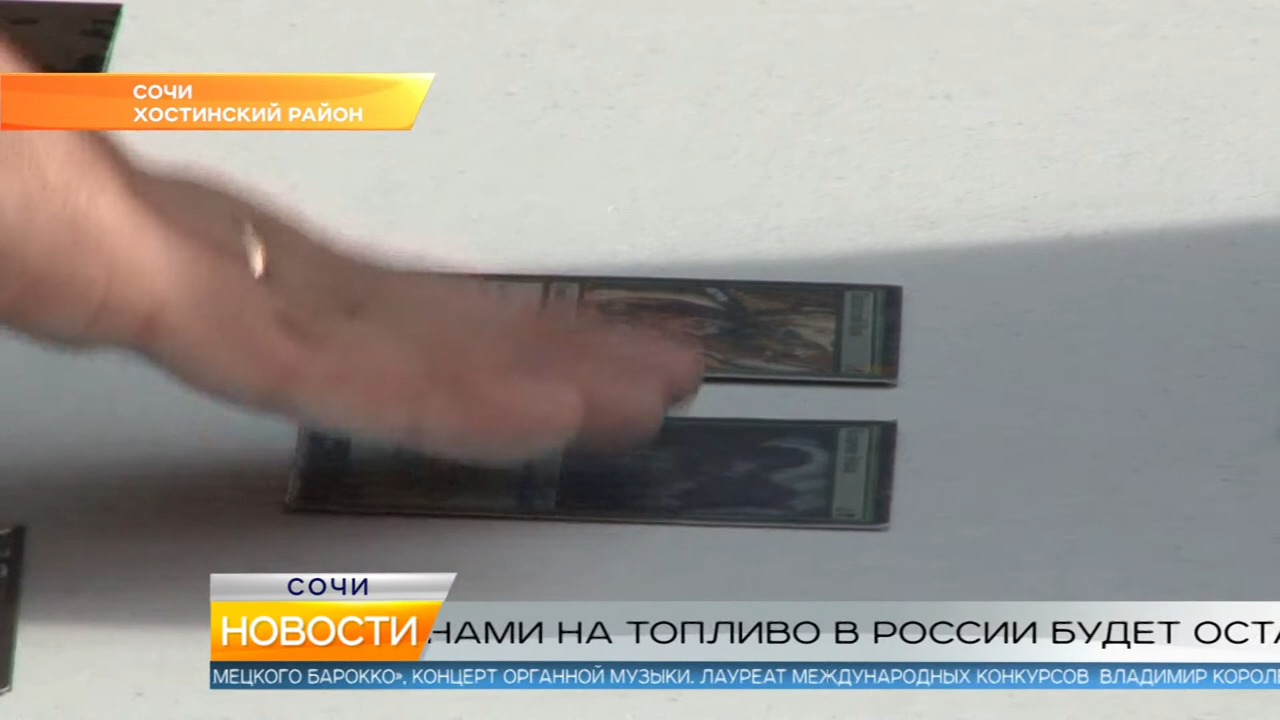 СОЧИ
ХОСТИНСКИЙ РАЙОН
СОЧИ
НОВОСТИ
НАМИ НА ТОПЛИВО В РОССИИ БУДЕТ ОСТА
МЕЦКОГО БАРОККО», КОНЦЕРТ ОРГАННОЙ МУЗЫКИ. ЛАУРЕАТ МЕЖДУНАРОДНЫХ КОНКУРСОВ ВЛАДИМИР КОРОЛЬ